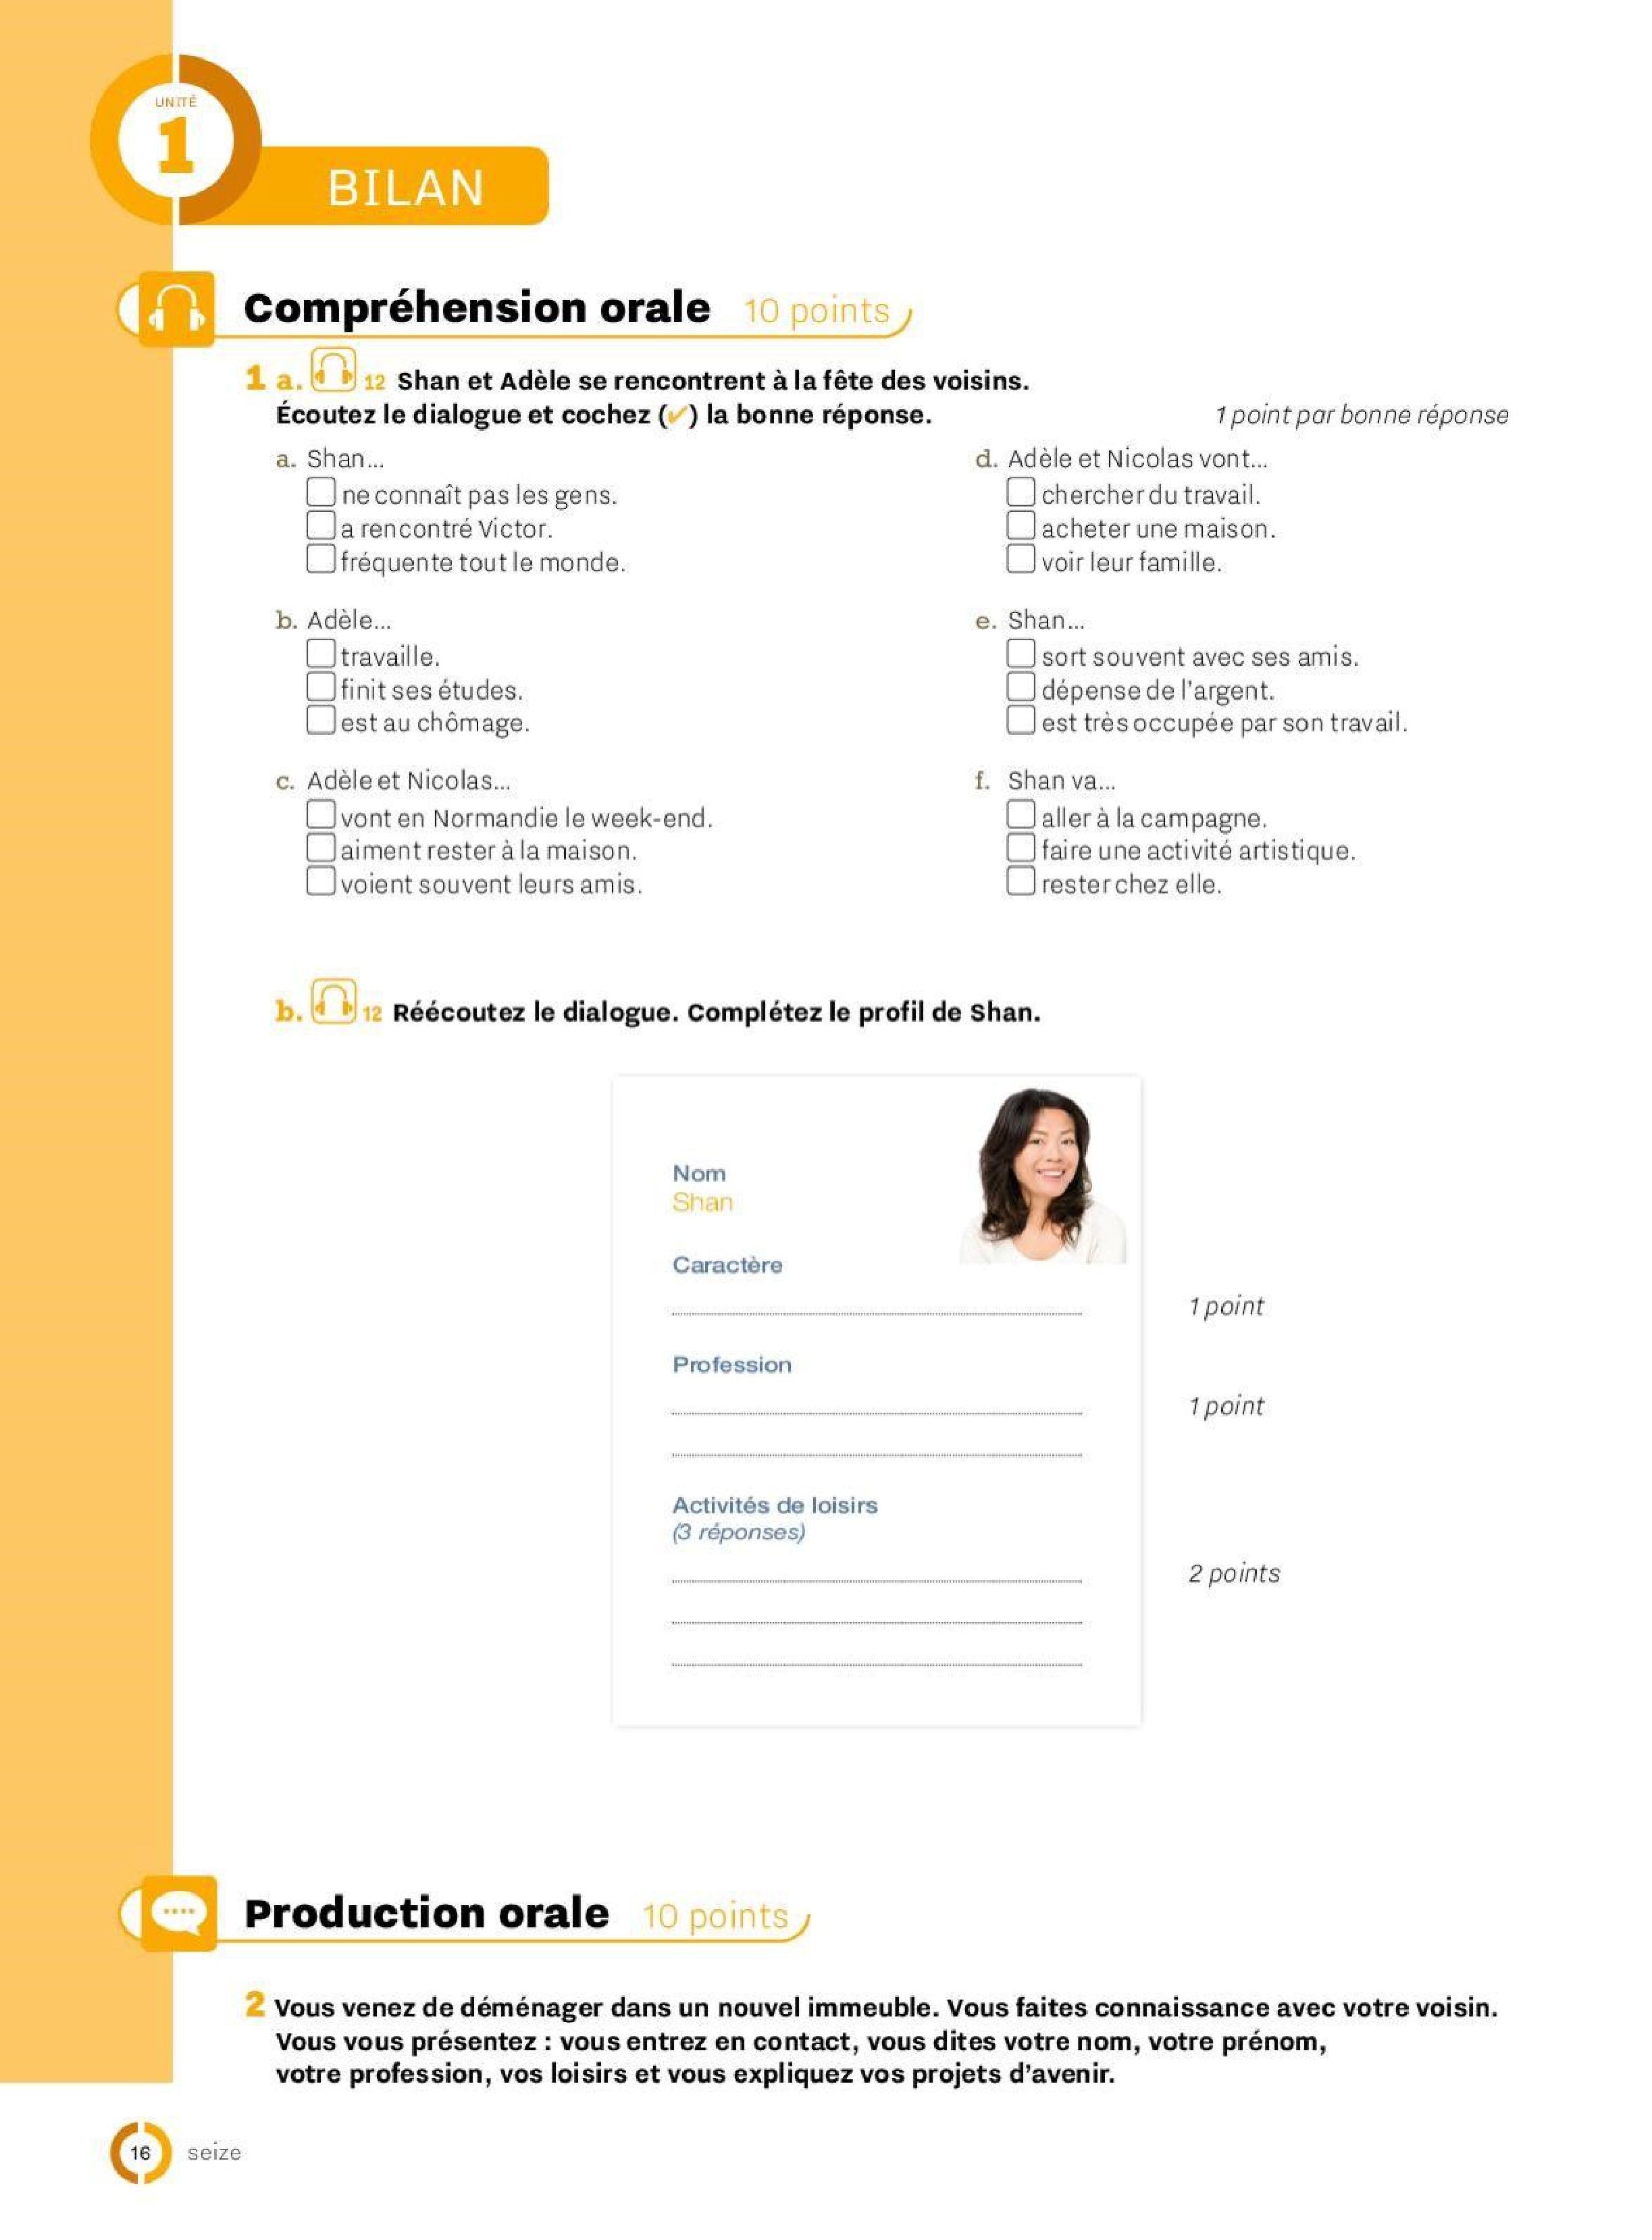 UNITÉ
1
BILAN
Compréhension orale 10 points
1 a. 12 Shan et Adèle se rencontrent à la fête des voisins.
Écoutez le dialogue et cochez (✔) la bonne réponse.
1 point par bonne réponse
a. Shan...
ne connaît pas les gens.
a rencontré Victor.
fréquente tout le monde.
b. Adèle...
travaille.
finit ses études.
est au chômage.
c. Adèle et Nicolas...
vont en Normandie le week-end.
aiment rester à la maison.
voient souvent leurs amis.
d. Adèle et Nicolas vont...
chercher du travail.
acheter une maison.
voir leur famille.
e. Shan...
sort souvent avec ses amis.
dépense de l'argent.
est très occupée par son travail.
f. Shan va...
aller à la campagne.
faire une activité artistique.
rester chez elle.
b. 12 Réécoutez le dialogue. Complétez le profil de Shan.
Nom
Shan
Caractère
1 point
Profession
1 point
Activités de loisirs
(3 réponses)
2 points
Production orale 10 points
2 Vous venez de déménager dans un nouvel immeuble. Vous faites connaissance avec votre voisin.
Vous vous présentez : vous entrez en contact, vous dites votre nom, votre prénom,
votre profession, vos loisirs et vous expliquez vos projets d'avenir.
16 seize